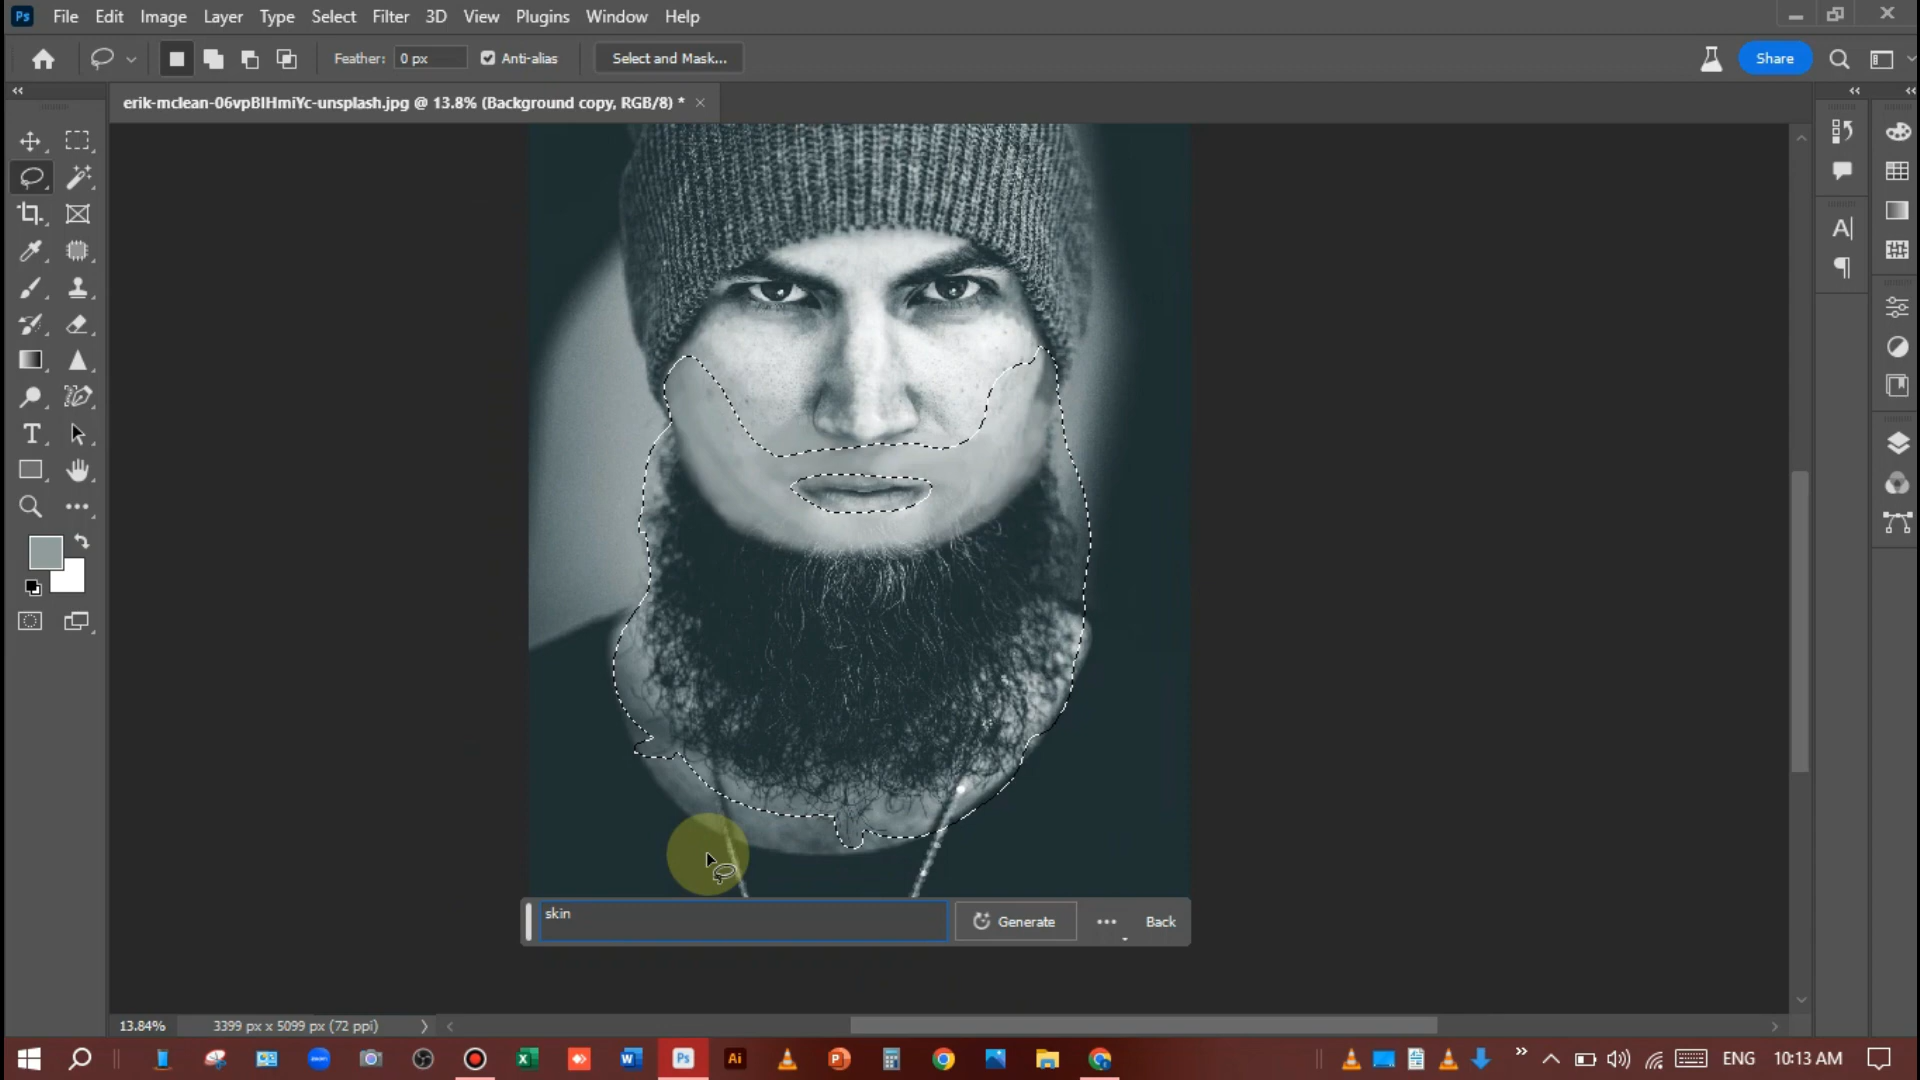 Ps File Edit Image Layer Type Select Filter 3D View Plugins Window Help
Feather: 0 px Anti-alias Select and Mask... Share
erik-mclean-06vpBIHmiYc-unsplash.jpg @ 13.8% (Background copy, RGB/8) * ×
skin
Generate ... Back
13.84% 3399 px x 5099 px (72 ppi)
Ps Ai ENG 10:13 AM